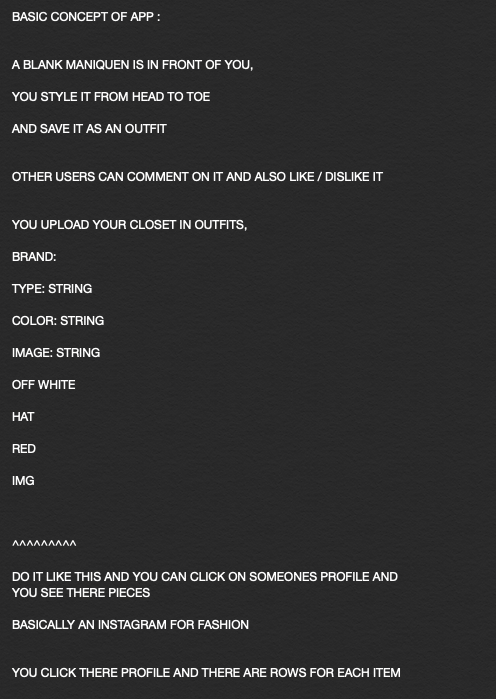 BASIC CONCEPT OF APP :
A BLANK MANIQUEN IS IN FRONT OF YOU,
YOU STYLE IT FROM HEAD TO TOE
AND SAVE IT AS AN OUTFIT
OTHER USERS CAN COMMENT ON IT AND ALSO LIKE / DISLIKE IT
YOU UPLOAD YOUR CLOSET IN OUTFITS,
BRAND:
TYPE: STRING
COLOR: STRING
IMAGE: STRING
OFF WHITE
HAT
RED
IMG
^^^^^^^^^
DO IT LIKE THIS AND YOU CAN CLICK ON SOMEONES PROFILE AND
YOU SEE THERE PIECES
BASICALLY AN INSTAGRAM FOR FASHION
YOU CLICK THERE PROFILE AND THERE ARE ROWS FOR EACH ITEM